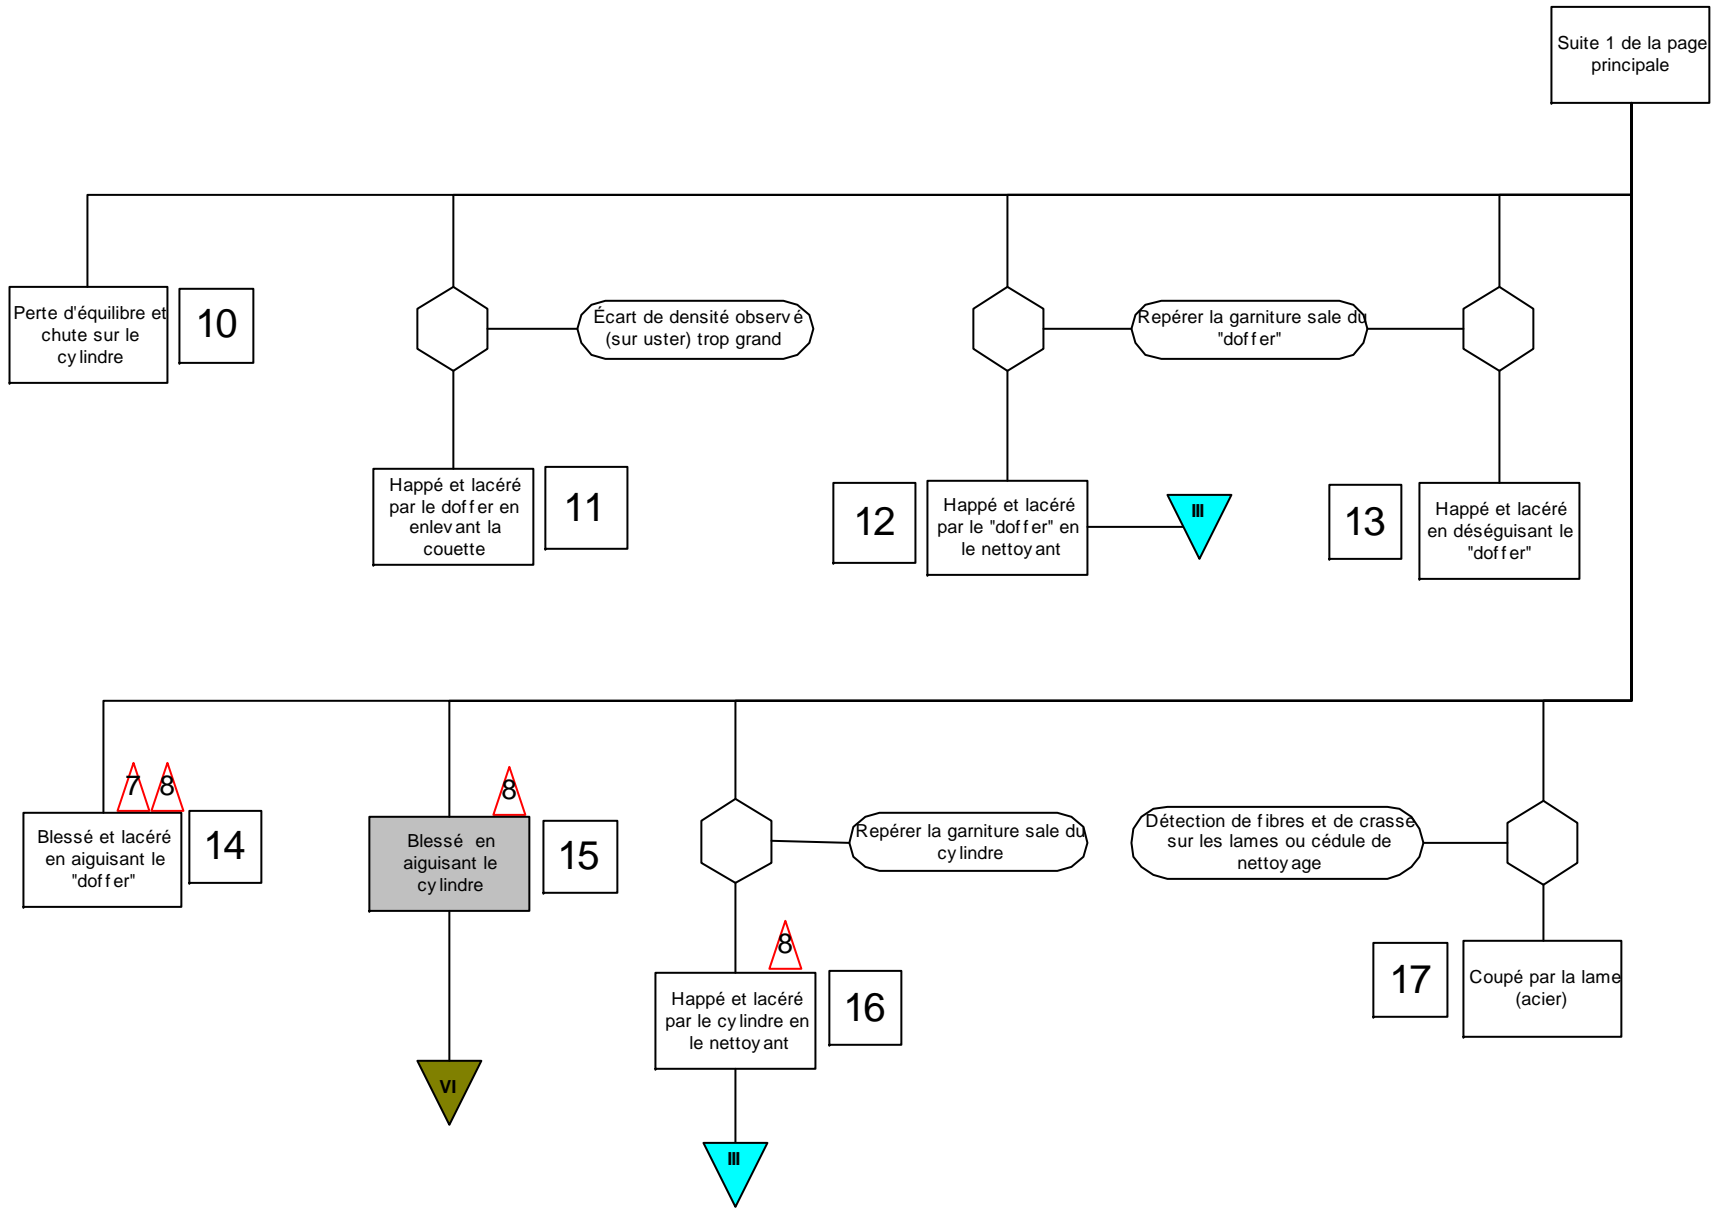 Suite 1 de la page
principale
Perte d'équilibre et
chute sur le
cylindre
10
Écart de densité observé
(sur uster) trop grand
Repérer la garniture sale du
"doffer"
Happé et lacéré
par le doffer en
enlevant la
couette
11
12
Happé et lacéré
par le "doffer" en
le nettoyant
III
13
Happé et lacéré
en déséguisant le
"doffer"
7
8
Blessé et lacéré
en aiguisant le
"doffer"
14
8
Blessé en
aiguisant le
cylindre
15
Repérer la garniture sale du
cylindre
Détection de fibres et de crasse
sur les lames ou cédule de
nettoyage
8
Happé et lacéré
par le cylindre en
le nettoyant
16
17
Coupé par la lame
(acier)
VI
III